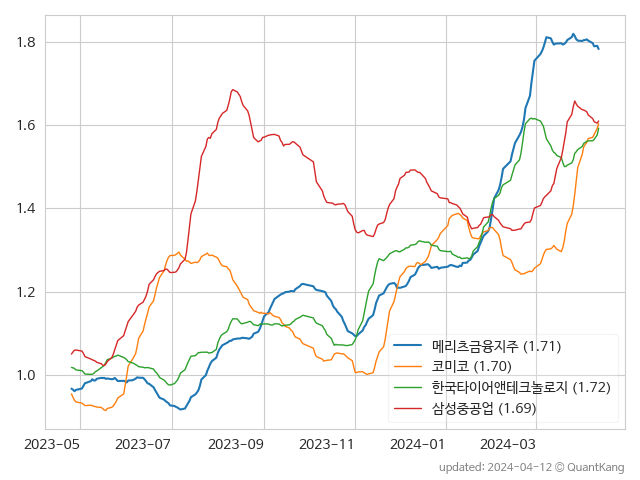 1.8
1.6
1.4
1.2
1.0
2023-05 2023-07 2023-09 2023-11 2024-01 2024-03
메리츠금융지주 (1.71)
코미코 (1.70)
한국타이어앤테크놀로지 (1.72)
삼성중공업 (1.69)
updated: 2024-04-12 © QuantKang